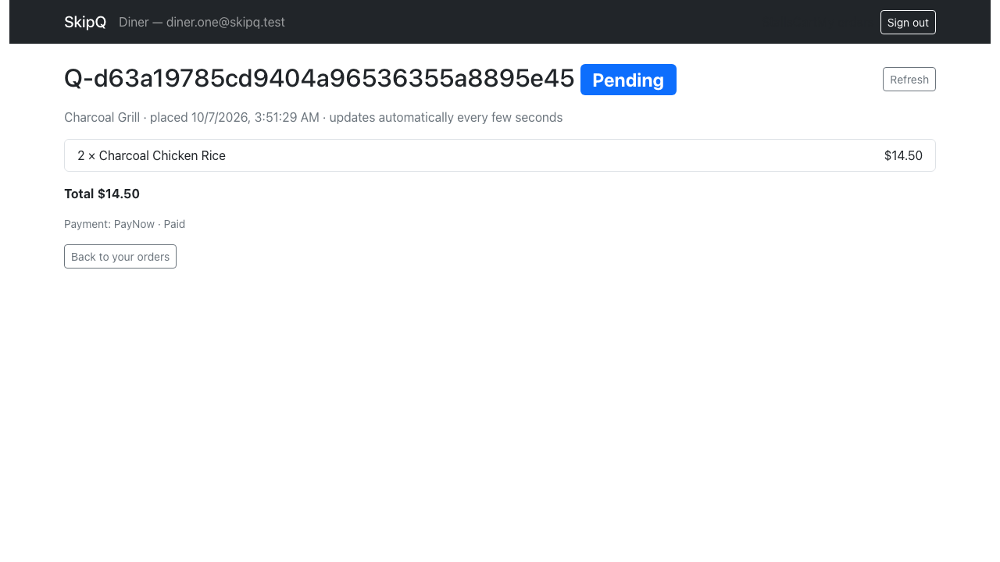 SkipQ Diner — diner.one@skipq.test Sign out
Q-d63a19785cd9404a96536355a8895e45 Pending Refresh
Charcoal Grill · placed 10/7/2026, 3:51:29 AM · updates automatically every few seconds
2 × Charcoal Chicken Rice $14.50
Total $14.50
Payment: PayNow · Paid
Back to your orders